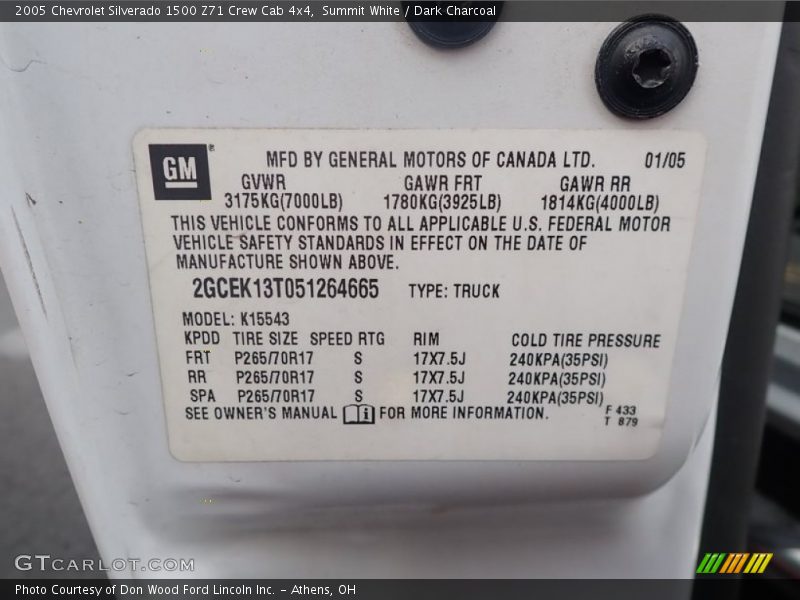 2005 Chevrolet Silverado 1500 Z71 Crew Cab 4x4, Summit White / Dark Charcoal
GM ® MFD BY GENERAL MOTORS OF CANADA LTD. 01/05
GVWR GAWR FRT GAWR RR
3175KG(7000LB) 1780KG(3925LB) 1814KG(4000LB)
THIS VEHICLE CONFORMS TO ALL APPLICABLE U.S. FEDERAL MOTOR
VEHICLE SAFETY STANDARDS IN EFFECT ON THE DATE OF
MANUFACTURE SHOWN ABOVE.
2GCEK13T051264665 TYPE: TRUCK
MODEL: K15543
KPDD TIRE SIZE SPEED RTG RIM COLD TIRE PRESSURE
FRT P265/70R17 S 17X7.5J 240KPA(35PSI)
RR P265/70R17 S 17X7.5J 240KPA(35PSI)
SPA P265/70R17 S 17X7.5J 240KPA(35PSI)
SEE OWNER'S MANUAL i FOR MORE INFORMATION. F 433
T 879
GTCARLOT.COM
Photo Courtesy of Don Wood Ford Lincoln Inc. - Athens, OH